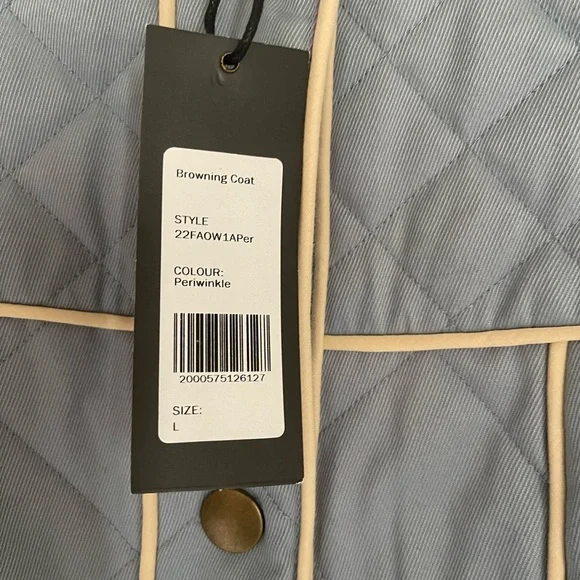 Browning Coat
STYLE
22FAOW1APer
COLOUR:
Periwinkle
2000575126127
SIZE:
L